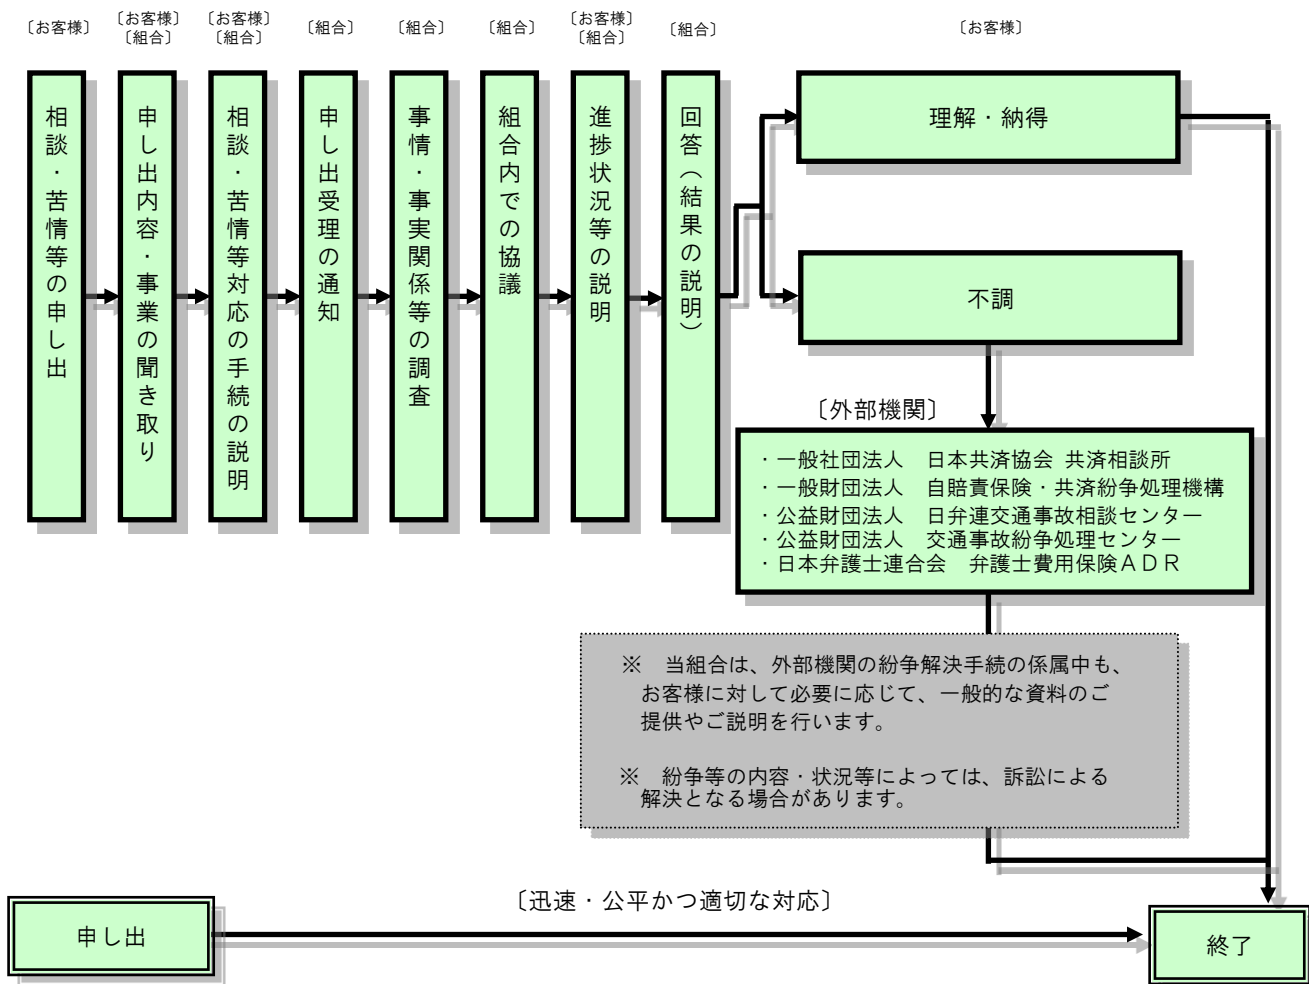 〔お客様〕
〔お客様〕
〔組合〕
〔お客様〕
〔組合〕
〔組合〕
〔組合〕
〔組合〕
〔お客様〕
〔組合〕
〔組合〕
〔お客様〕
相談・苦情等の申し出
申し出内容・事業の聞き取り
相談・苦情等対応の手続の説明
申し出受理の通知
事情・事実関係等の調査
組合内での協議
進捗状況等の説明
回答（結果の説明）
理解・納得
不調
〔外部機関〕
・一般社団法人　日本共済協会 共済相談所
・一般財団法人　自賠責保険・共済紛争処理機構
・公益財団法人　日弁連交通事故相談センター
・公益財団法人　交通事故紛争処理センター
・日本弁護士連合会　弁護士費用保険ＡＤＲ
※　当組合は、外部機関の紛争解決手続の係属中も、
お客様に対して必要に応じて、一般的な資料のご
提供やご説明を行います。
※　紛争等の内容・状況等によっては、訴訟による
解決となる場合があります。
〔迅速・公平かつ適切な対応〕
申し出
終了